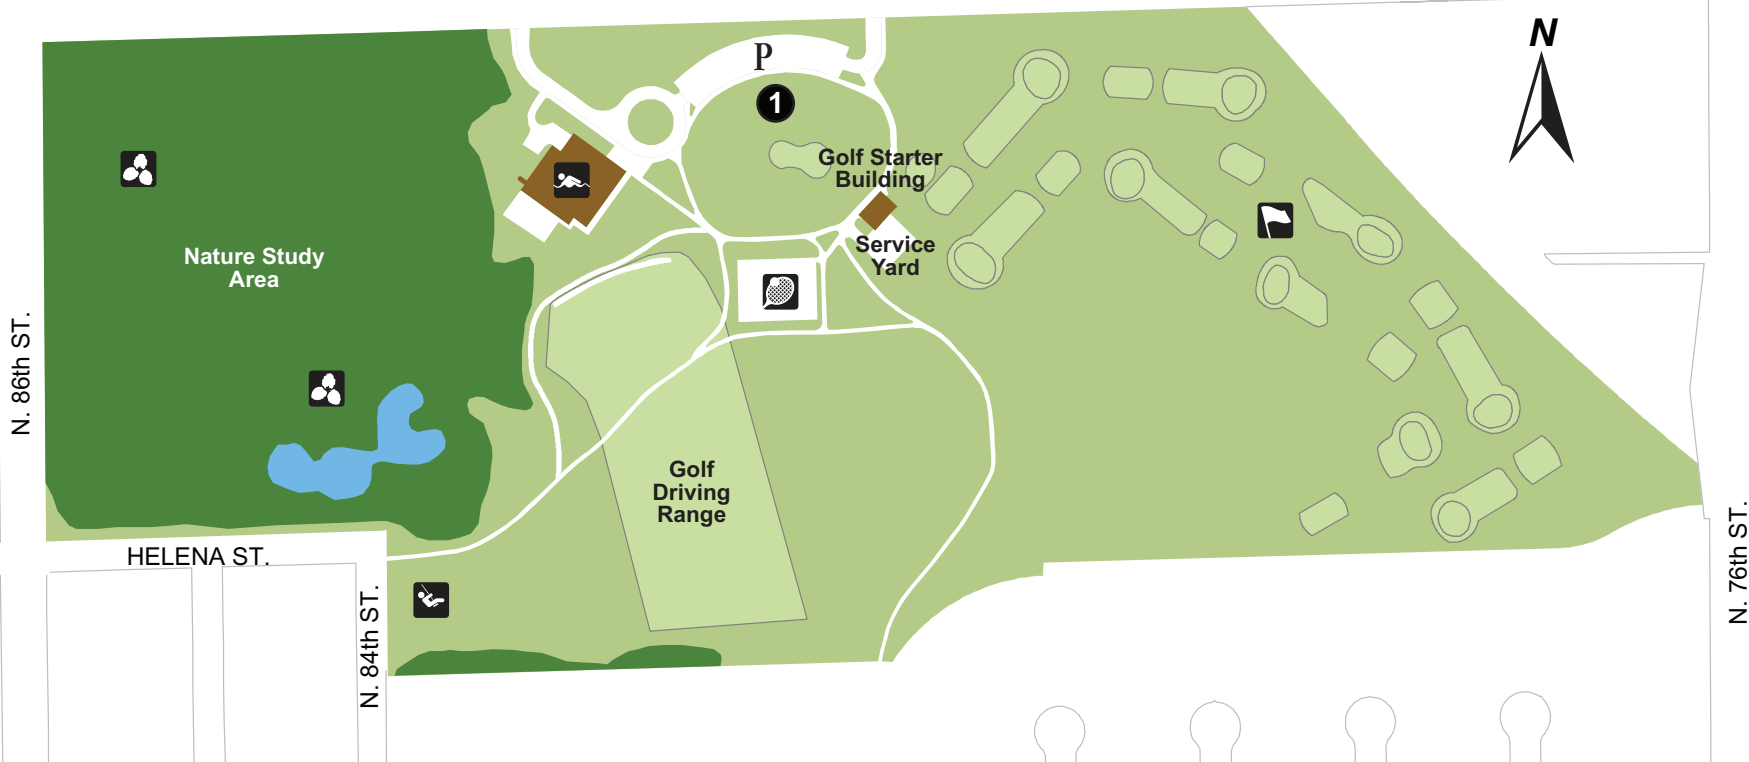 N
P
1
Golf Starter
Building
Service
Yard
Nature Study
Area
N. 86th ST.
Golf
Driving
Range
HELENA ST.
N. 84th ST.
N. 76th ST.